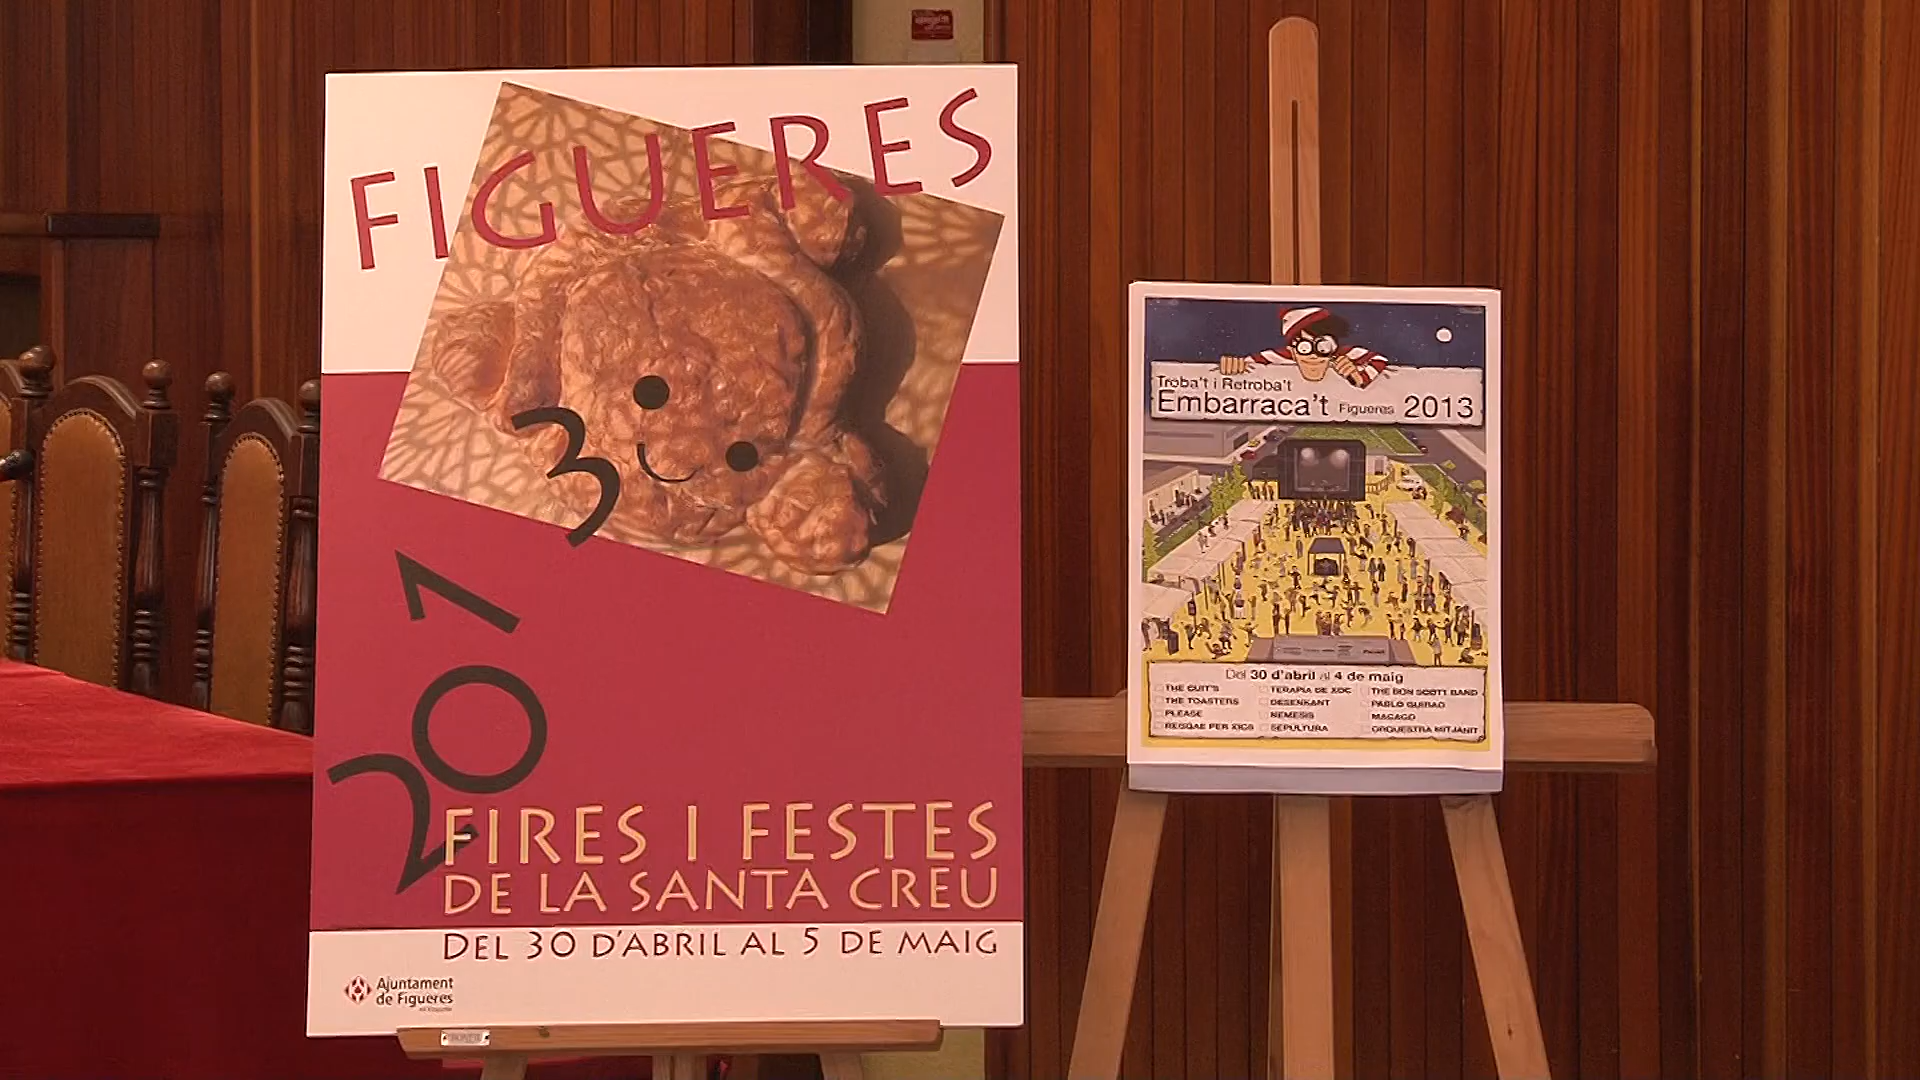 FIGUERES
2013
FIRES I FESTES
DE LA SANTA CREU
DEL 30 D'ABRIL AL 5 DE MAIG
Ajuntament
de Figueres
Troba't i Retroba't
Embarraca't Figueres 2013
Del 30 d'abril al 4 de maig
THE GUIT'S
THE TOASTERS
PLEASE
REGGAE PER XICS
TERAPIA DE XOC
DESENKANT
NEMESIS
SEPULTURA
THE BON SCOTT BAND
PABLO GUISAO
MACACO
ORQUESTRA MITJANIT